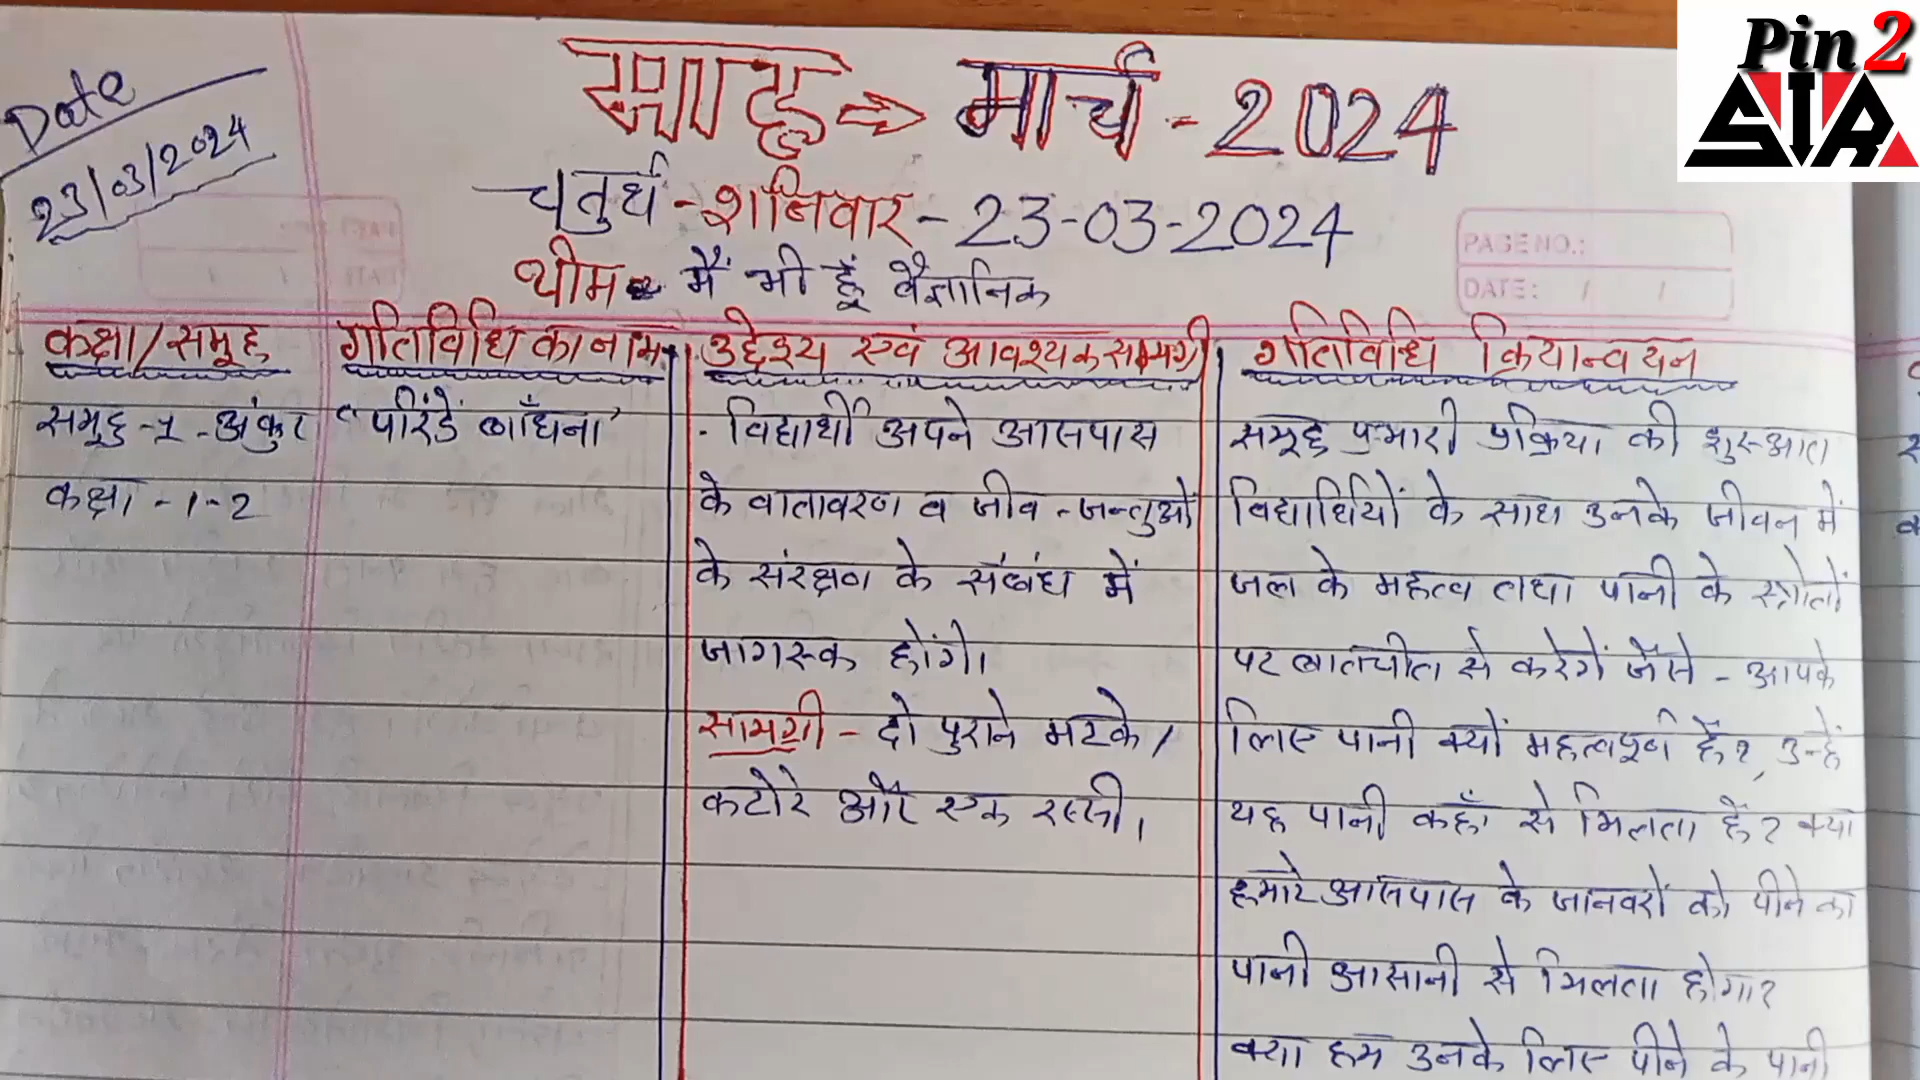 Pin2
STAR
Date
23/03/2024
माह → मार्च - 2024
चतुर्थ - शनिवार - 23-03-2024
थीम - मैं भी हूं वैज्ञानिक
PAGE NO.:
DATE: / /
कक्षा/समूह
समूह -1- अंकुर
कक्षा -1-2
गतिविधि का नाम
"परिंडें बाँधना"
उद्देश्य एवं आवश्यक सामग्री
. विद्यार्थी अपने आसपास
के वातावरण व जीव - जन्तुओं
के संरक्षण के संबंध में
जागरूक होंगे।
सामग्री - दो पुराने मटके /
कटोरे और एक रस्सी।
गतिविधि क्रियान्वयन
समूह प्रभारी प्रक्रिया की शुरुआत
विद्यार्थियों के साथ उनके जीवन में
जल के महत्व तथा पानी के स्त्रोतों
पर बातचीत से करेगें जैसे - आपके
लिए पानी क्यों महत्वपूर्ण है?, उन्हें
यह पानी कहाँ से मिलता है? क्या
हमारे आसपास के जानवरों को पीने का
पानी आसानी से मिलता होगा?
क्या हम उनके लिए पीने के पानी